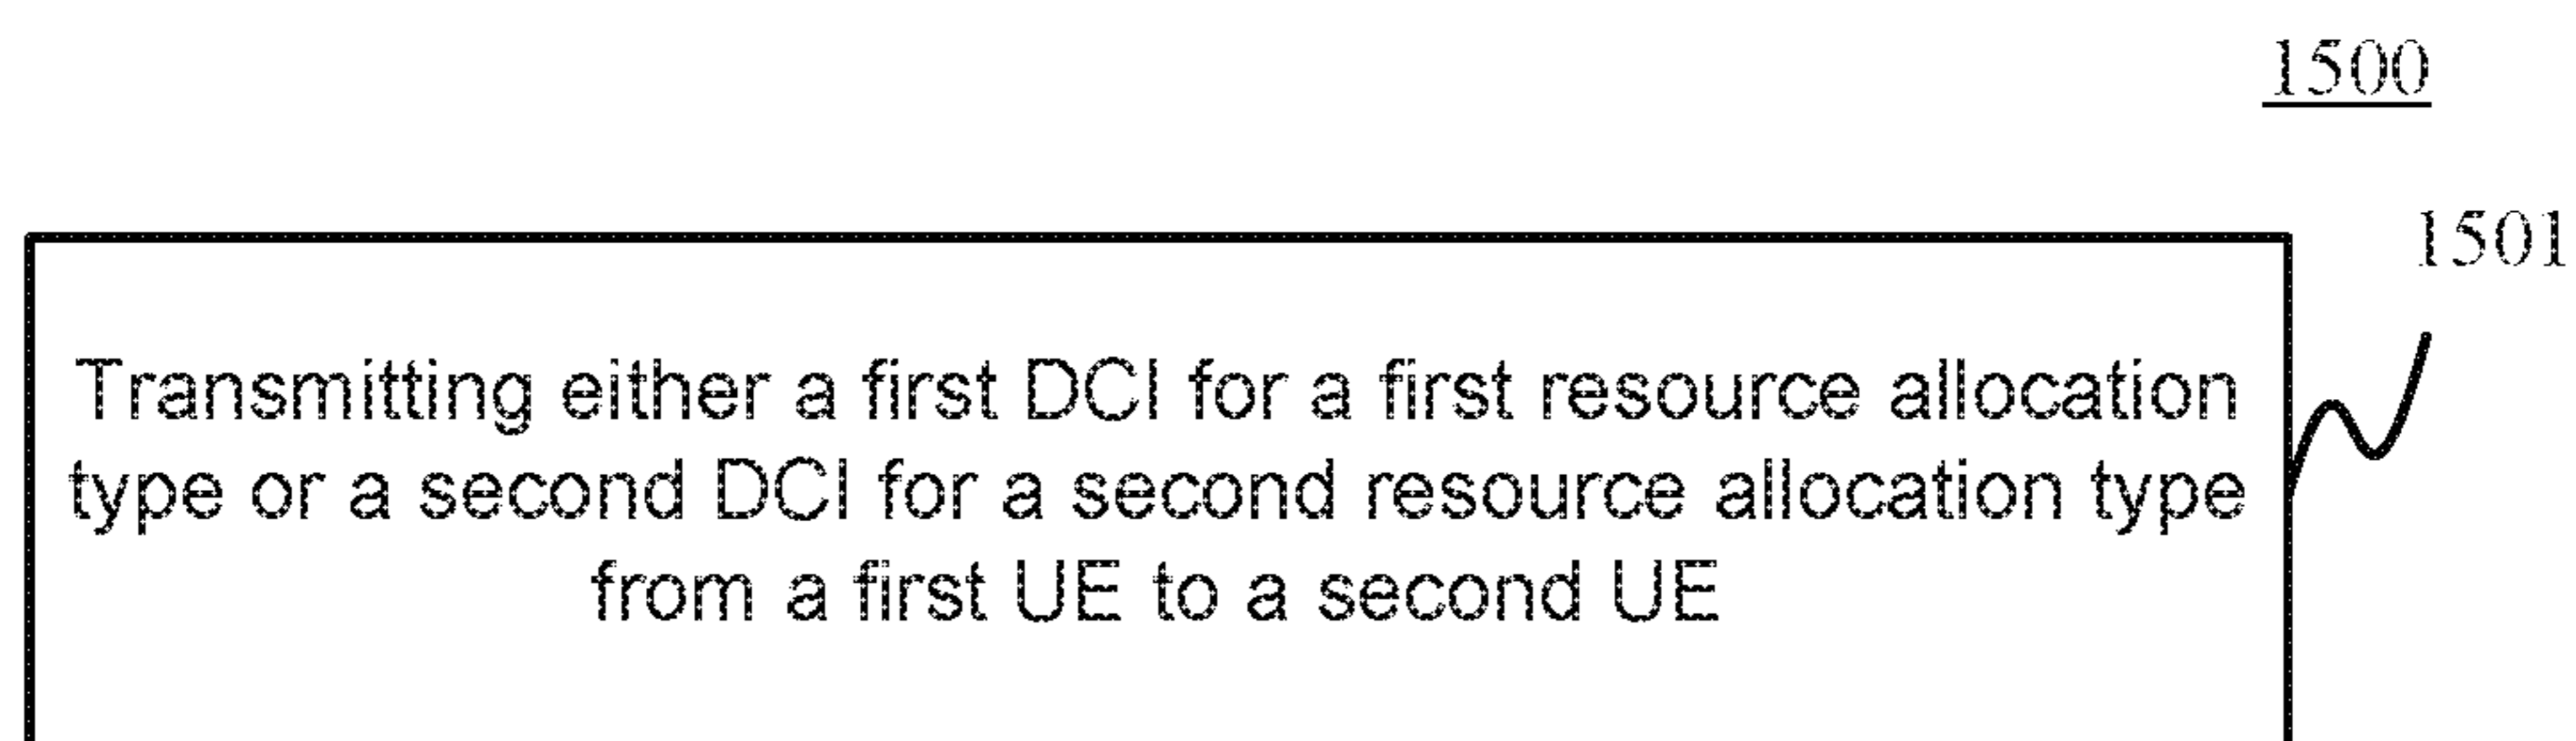 1500
1501
Transmitting either a first DCI for a first resource allocation
type or a second DCI for a second resource allocation type
from a first UE to a second UE